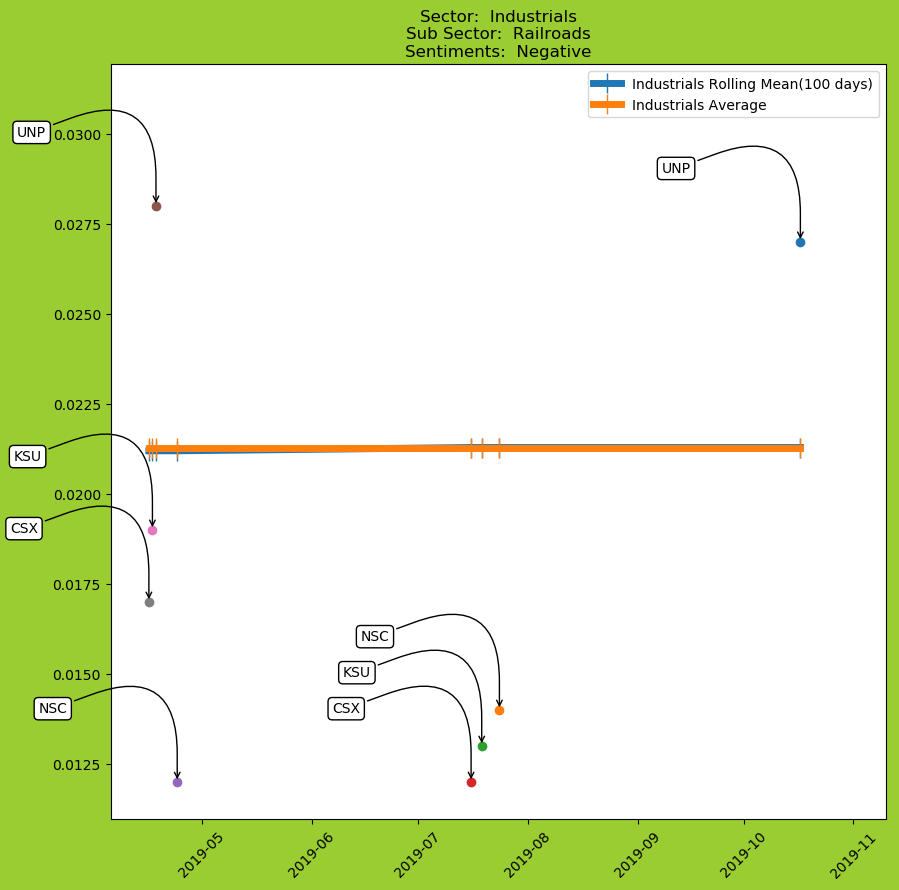 Sector:  Industrials
Sub Sector:  Railroads
Sentiments:  Negative
Industrials Rolling Mean(100 days)
Industrials Average
UNP
0.0300
UNP
0.0275
0.0250
0.0225
KSU
0.0200
CSX
0.0175
NSC
0.0150
KSU
NSC
CSX
0.0125
2019-05
2019-06
2019-07
2019-08
2019-09
2019-10
2019-11